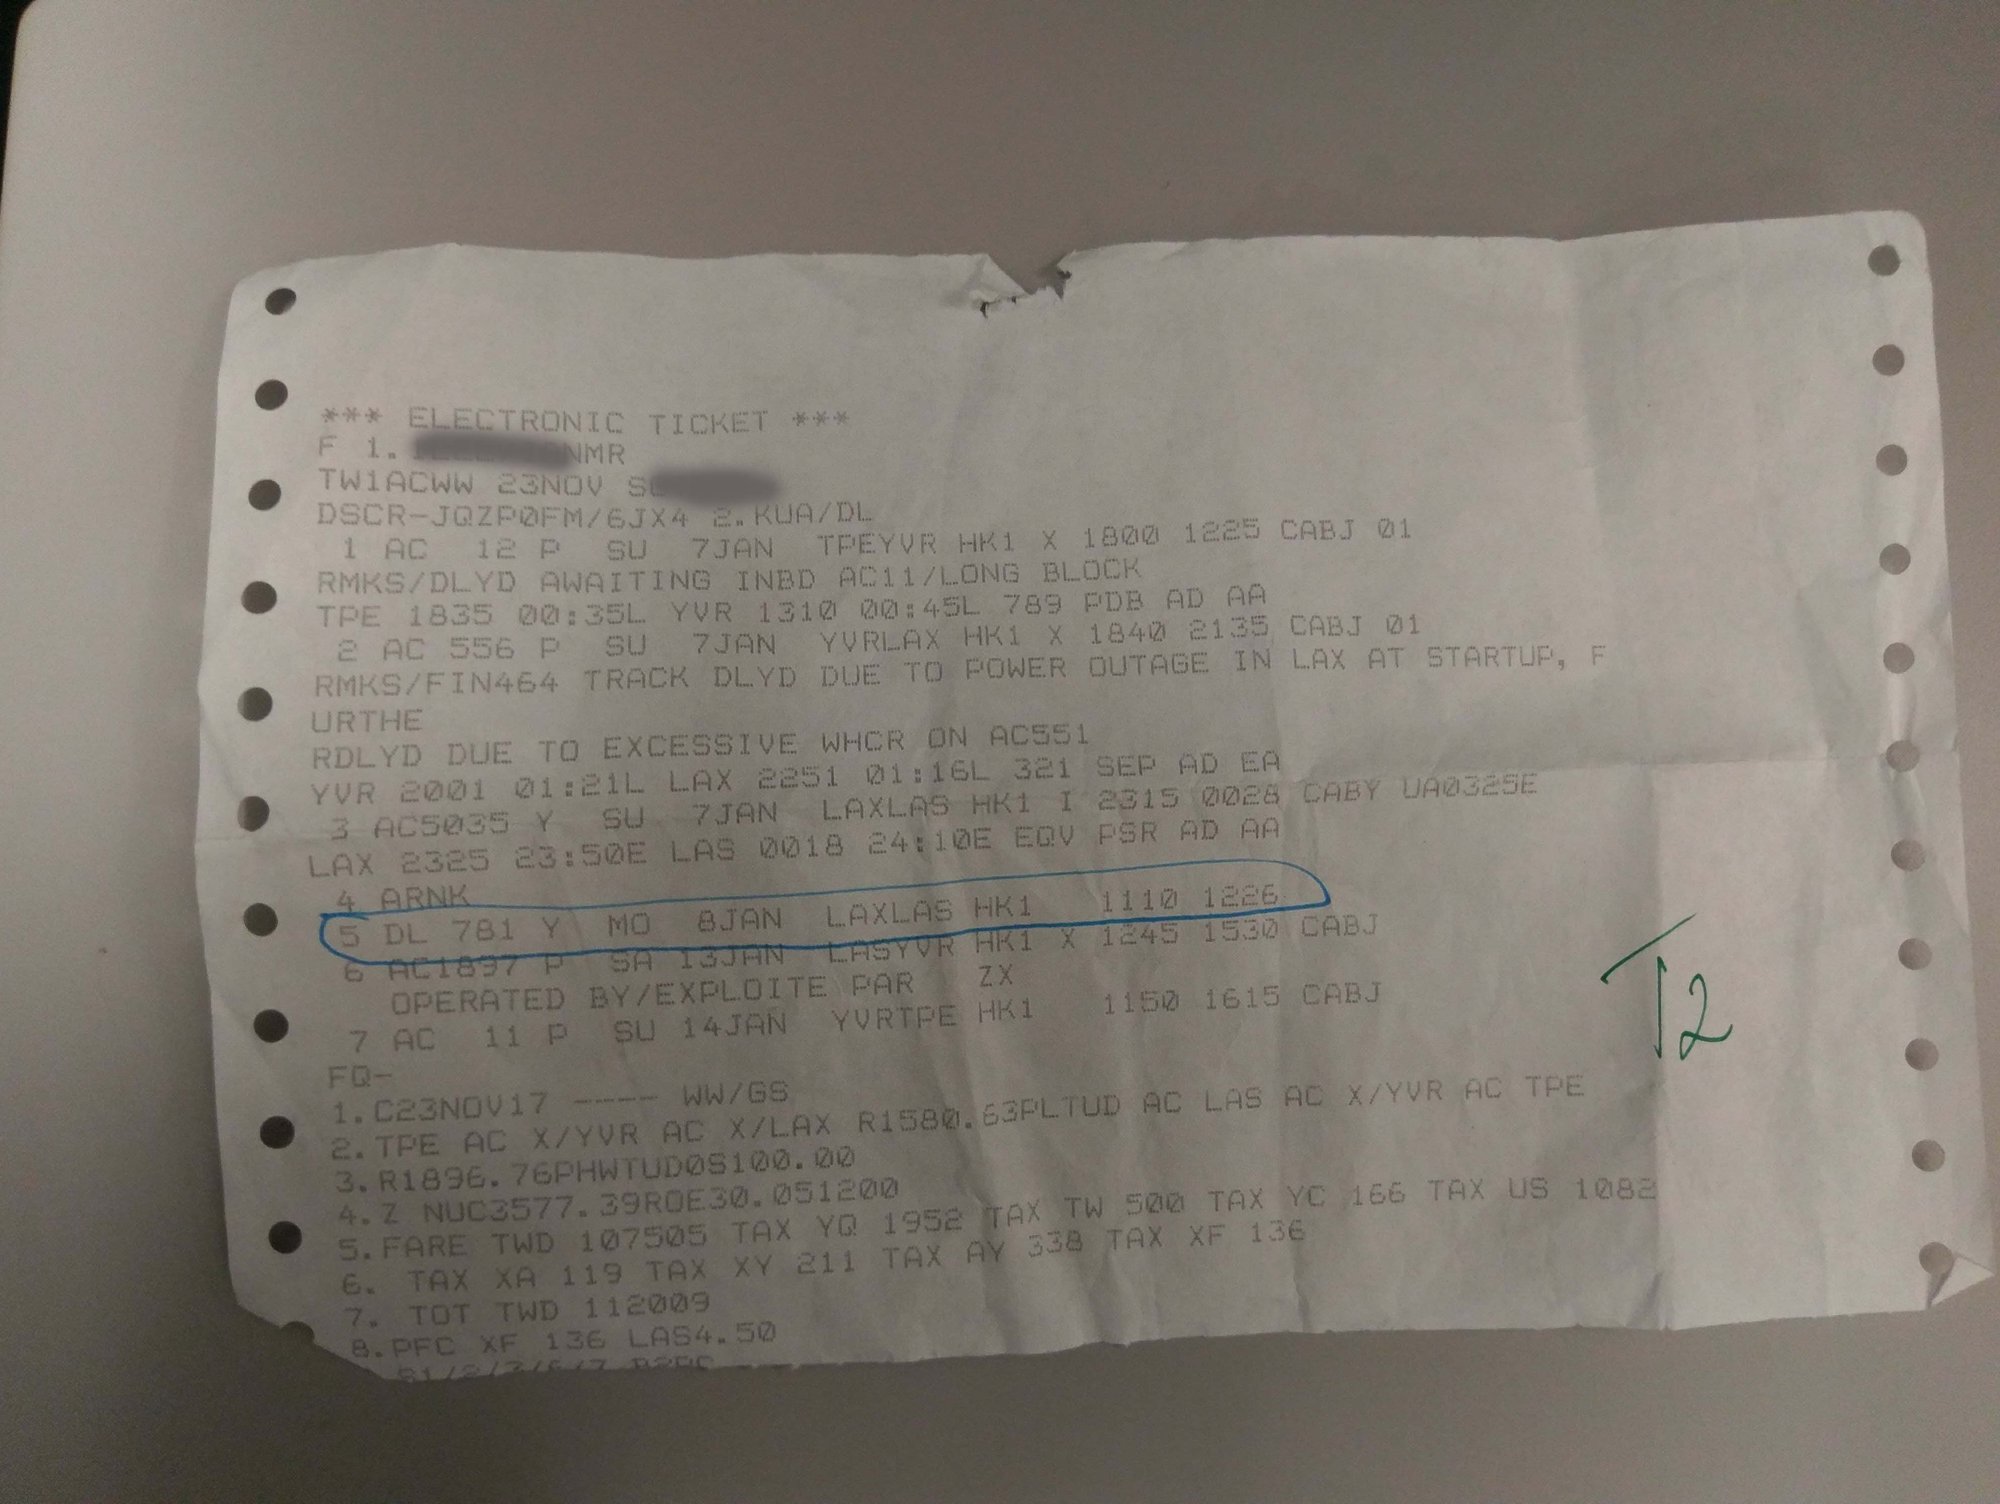 *** ELECTRONIC TICKET ***
F 1. NMR
TW1ACWW 23NOV
DSCR-JQZP0FM/6JX4 2.KUA/DL
1 AC 12 P SU 7JAN TPEYVR HK1 X 1800 1225 CABJ 01
RMKS/DLYD AWAITING INBD AC11/LONG BLOCK
TPE 1835 00:35L YVR 1310 00:45L 789 PDB AD AA
2 AC 556 P SU 7JAN YVRLAX HK1 X 1840 2135 CABJ 01
RMKS/FIN464 TRACK DLYD DUE TO POWER OUTAGE IN LAX AT STARTUP, F
URTHE
RDLYD DUE TO EXCESSIVE WHCR ON AC551
YVR 2001 01:21L LAX 2251 01:16L 321 SEP AD EA
3 AC5035 Y SU 7JAN LAXLAS HK1 I 2315 0028 CABY UA0325E
LAX 2325 23:50E LAS 0018 24:10E EQV PSR AD AA
4 ARNK
5 DL 781 Y MO 8JAN LAXLAS HK1 1110 1226
6 AC1897 P SA 13JAN LASYVR HK1 X 1245 1530 CABJ
OPERATED BY/EXPLOITE PAR ZX
7 AC 11 P SU 14JAN YVRTPE HK1 1150 1615 CABJ
T2
FQ-
1.C23NOV17 ---- WW/GS
2.TPE AC X/YVR AC X/LAX R1580.63PLTUD AC LAS AC X/YVR AC TPE
3.R1896.76PHWTUD0S100.00
4.Z NUC3577.39ROE30.051200
5.FARE TWD 107505 TAX YQ 1952 TAX TW 500 TAX YC 166 TAX US 1082
6. TAX XA 119 TAX XY 211 TAX AY 338 TAX XF 136
7. TOT TWD 112009
8.PFC XF 136 LAS4.50